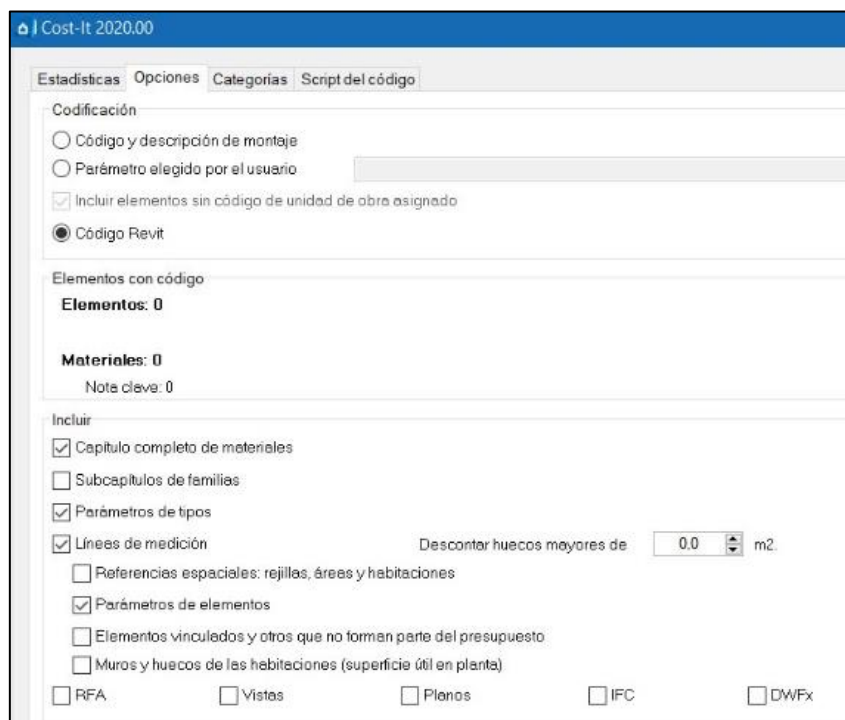 Cost-It 2020.00
Estadísticas Opciones Categorías Script del código
Codificación
Código y descripción de montaje
Parámetro elegido por el usuario
Incluir elementos sin código de unidad de obra asignado
Código Revit
Elementos con código
Elementos: 0
Materiales: 0
Nota clave: 0
Incluir
Capítulo completo de materiales
Subcapítulos de familias
Parámetros de tipos
Líneas de medición Descontar huecos mayores de 0,0 m2.
Referencias espaciales: rejillas, áreas y habitaciones
Parámetros de elementos
Elementos vinculados y otros que no forman parte del presupuesto
Muros y huecos de las habitaciones (superficie útil en planta)
RFA Vistas Planos IFC DWFx